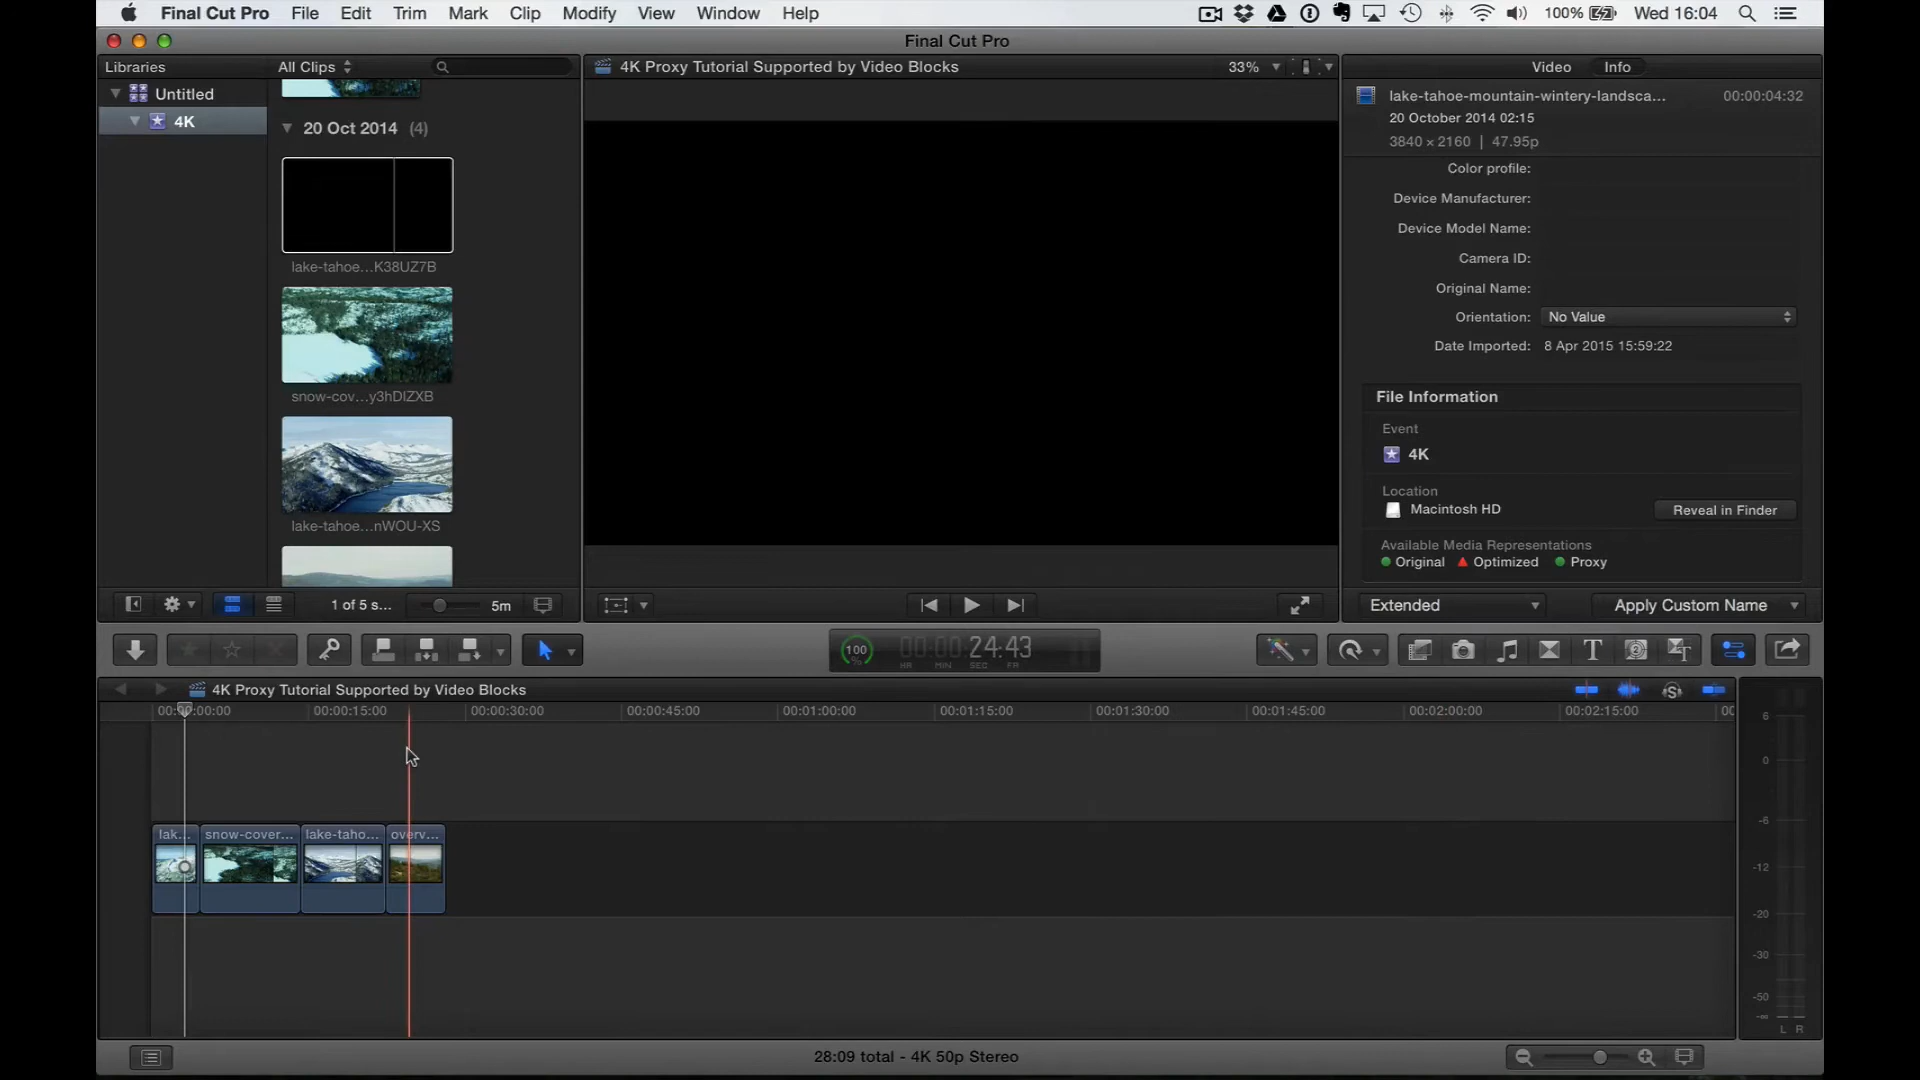 Final Cut Pro File Edit Trim Mark Clip Modify View Window Help 100% Wed 16:04
Final Cut Pro
Libraries
All Clips
4K Proxy Tutorial Supported by Video Blocks
33%
Video Info
Untitled
4K
20 Oct 2014 (4)
lake-tahoe...K38UZ7B
snow-cov...y3hDIZXB
lake-tahoe...nWOU-XS
1 of 5 s...
5m
lake-tahoe-mountain-wintery-landsca... 00:00:04:32
20 October 2014 02:15
3840 × 2160 | 47.95p
Color profile:
Device Manufacturer:
Device Model Name:
Camera ID:
Original Name:
Orientation: No Value
Date Imported: 8 Apr 2015 15:59:22
File Information
Event
4K
Location
Macintosh HD
Reveal in Finder
Available Media Representations
Original Optimized Proxy
Extended
Apply Custom Name
100 %
00:00:24:43
HR MIN SEC FR
4K Proxy Tutorial Supported by Video Blocks
00:00:00:00 00:00:15:00 00:00:30:00 00:00:45:00 00:01:00:00 00:01:15:00 00:01:30:00 00:01:45:00 00:02:00:00 00:02:15:00 00
lak... snow-cover... lake-taho... overv...
6
0
-6
-12
-20
-30
-50
-∞
L R
28:09 total - 4K 50p Stereo